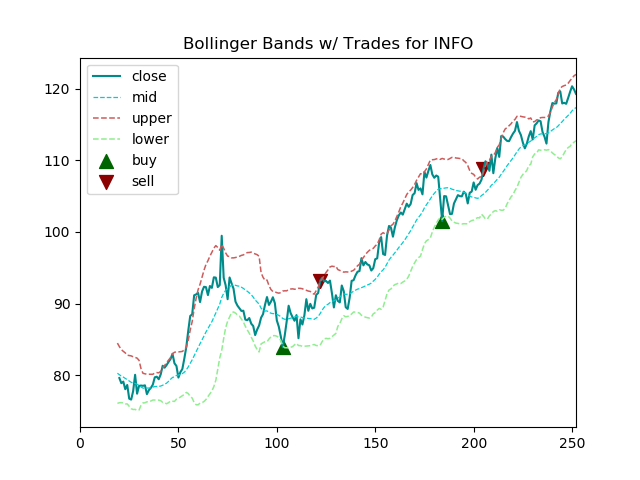 Bollinger Bands w/ Trades for INFO
close
mid
upper
lower
buy
sell
120
110
100
90
80
0 50 100 150 200 250